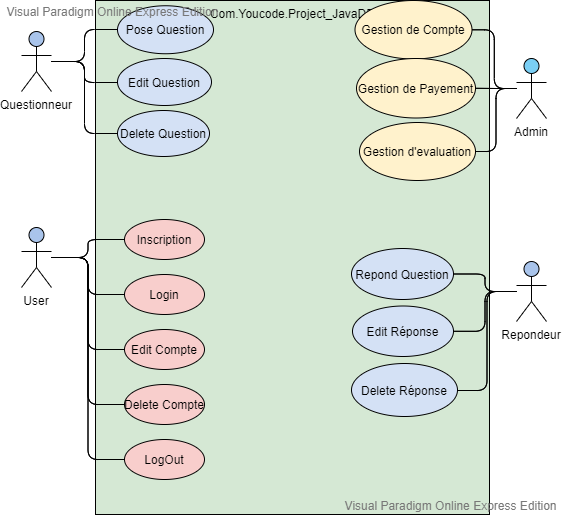 Visual Paradigm Online Express Edition
Com.Youcode.Project_JavaD
Pose Question
Edit Question
Delete Question
Questionneur
Gestion de Compte
Gestion de Payement
Gestion d'evaluation
Admin
Inscription
Login
Edit Compte
Delete Compte
LogOut
User
Repond Question
Edit Réponse
Delete Réponse
Repondeur
Visual Paradigm Online Express Edition